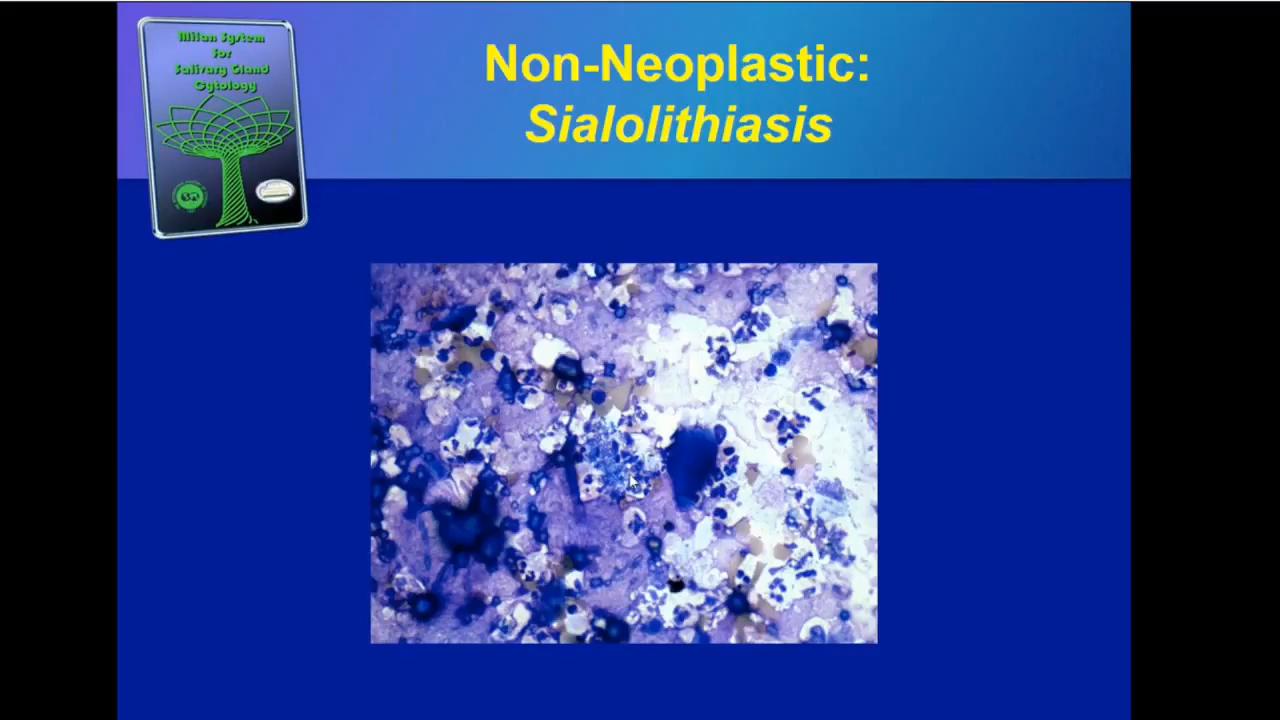 Milan System
for
Salivary Gland
Cytology
Non-Neoplastic:
Sialolithiasis